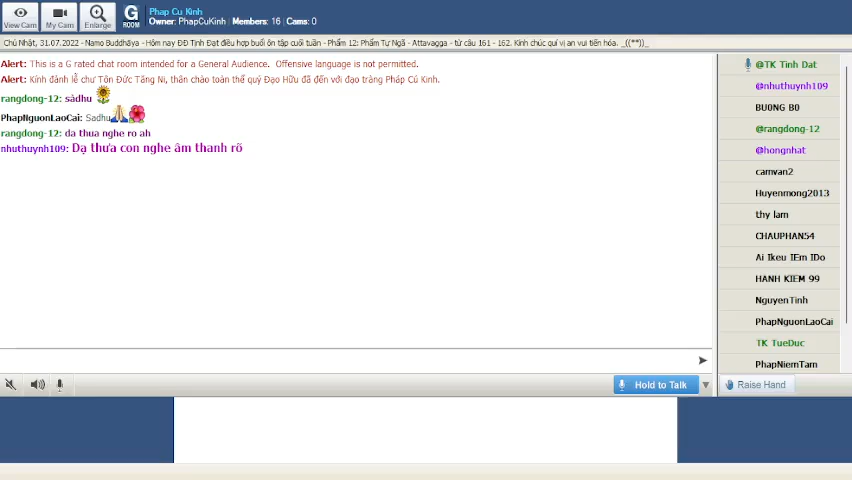 View Cam
My Cam
Enlarge
G
ROOM
Phap Cu Kinh
Owner: PhapCuKinh | Members: 16 | Cams: 0
Chủ Nhật, 31.07.2022 - Namo Buddhāya - Hôm nay ĐĐ Tịnh Đạt điều hợp buổi ôn tập cuối tuần - Phẩm 12: Phẩm Tự Ngã - Attavagga - từ câu 161 - 162. Kính chúc quí vị an vui tiến hóa. _((**))_
Alert: This is a G rated chat room intended for a General Audience. Offensive language is not permitted.
Alert: Kính đảnh lễ chư Tôn Đức Tăng Ni, thân chào toàn thể quý Đạo Hữu đã đến với đạo tràng Pháp Cú Kinh.
rangdong-12: sàdhu
PhapNguonLaoCai: Sadhu
rangdong-12: da thua nghe ro ah
nhuthuynh109: Dạ thưa con nghe âm thanh rõ
@TK Tinh Dat
@nhuthuynh109
BU0NG B0
@rangdong-12
@hongnhat
camvan2
Huyenmong2013
thy lam
CHAUPHAN54
Ai Ikeu IEm IDo
HANH KIEM 99
NguyenTinh
PhapNguonLaoCai
TK TueDuc
PhapNiemTam
Hold to Talk
Raise Hand